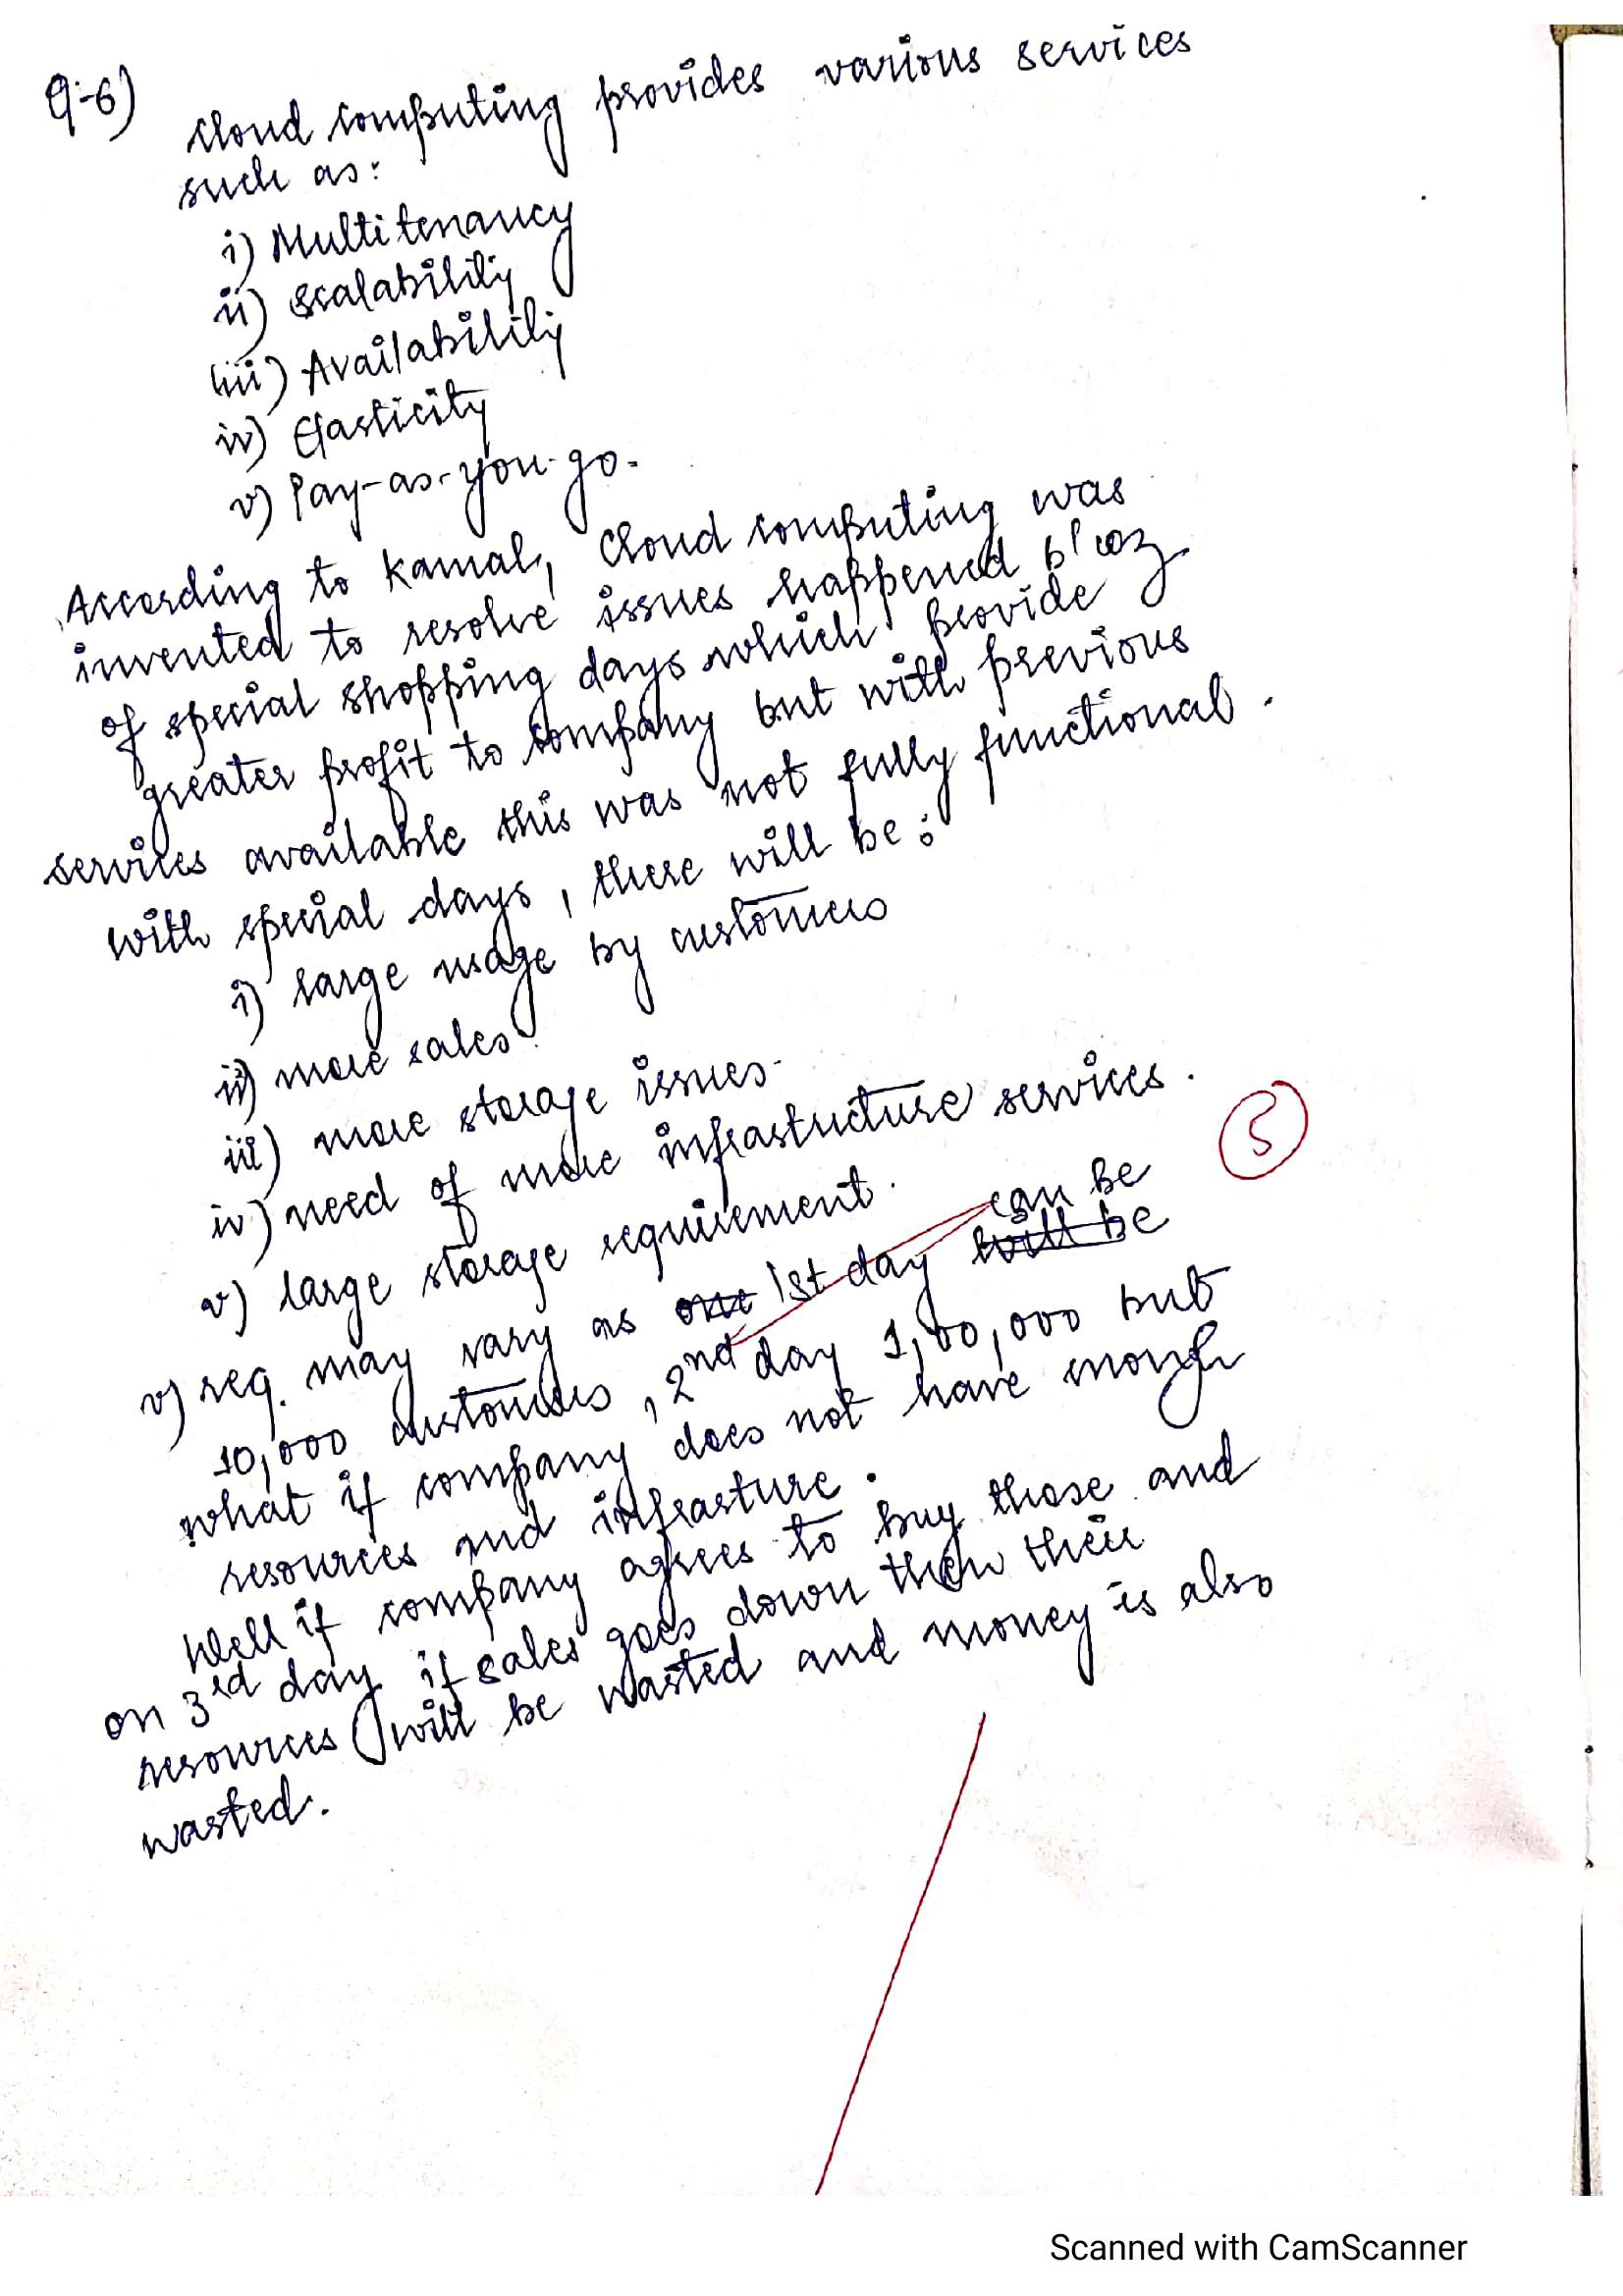 Q-6)
cloud computing provides various services
such as:
i) Multitenancy
ii) scalability
iii) Availability
iv) Elasticity
v) Pay-as-you-go.
According to Kamal, cloud computing was
invented to resolve issues happened b'coz
of special shopping days which provide
greater profit to company but with previous
services available this was not fully functional.
with special days, there will be:
i) large usage by customers
ii) more sales.
iii) more storage issues.
iv) need of more infrastructure services.
5
v) large storage requirement.
v) req. may vary as one 1st day will be can be
10,000 customers, 2nd day 1,00,000 but
what if company does not have enough
resources and infrasture.
Well if company agrees to buy those and
on 3rd day if sales goes down then their
resources will be wasted and money is also
wasted.
Scanned with CamScanner